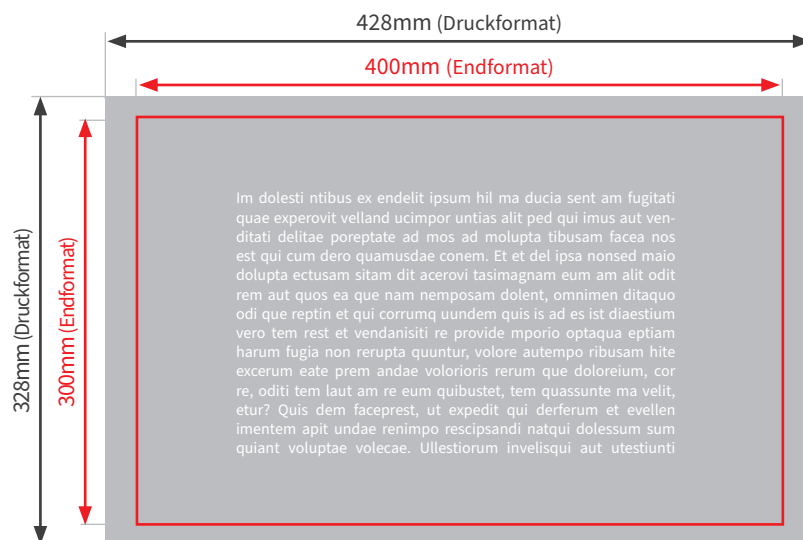 428mm (Druckformat)
400mm (Endformat)
328mm (Druckformat)
300mm (Endformat)
Im dolesti ntibus ex endelit ipsum hil ma ducia sent am fugitati
quae experovit velland ucimpor untias alit ped qui imus aut ven-
ditati delitae poreptate ad mos ad molupta tibusam facea nos
est qui cum dero quamusdae conem. Et et del ipsa nonsed maio
dolupta ectusam sitam dit acerovi tasimagnam eum am alit odit
rem aut quos ea que nam nemposam dolent, omnimen ditaquo
odi que reptin et qui corrumq uundem quis is ad es ist diaestium
vero tem rest et vendanisiti re provide mporio optaqua eptiam
harum fugia non rerupta quuntur, volore autempo ribusam hite
excerum eate prem andae volorioris rerum que doloreium, cor
re, oditi tem laut am re eum quibustet, tem quassunte ma velit,
etur? Quis dem faceprest, ut expedit qui derferum et evellen
imentem apit undae renimpo rescipsandi natqui dolessum sum
quiant voluptae volecae. Ullestiorum invelisqui aut utestiunti